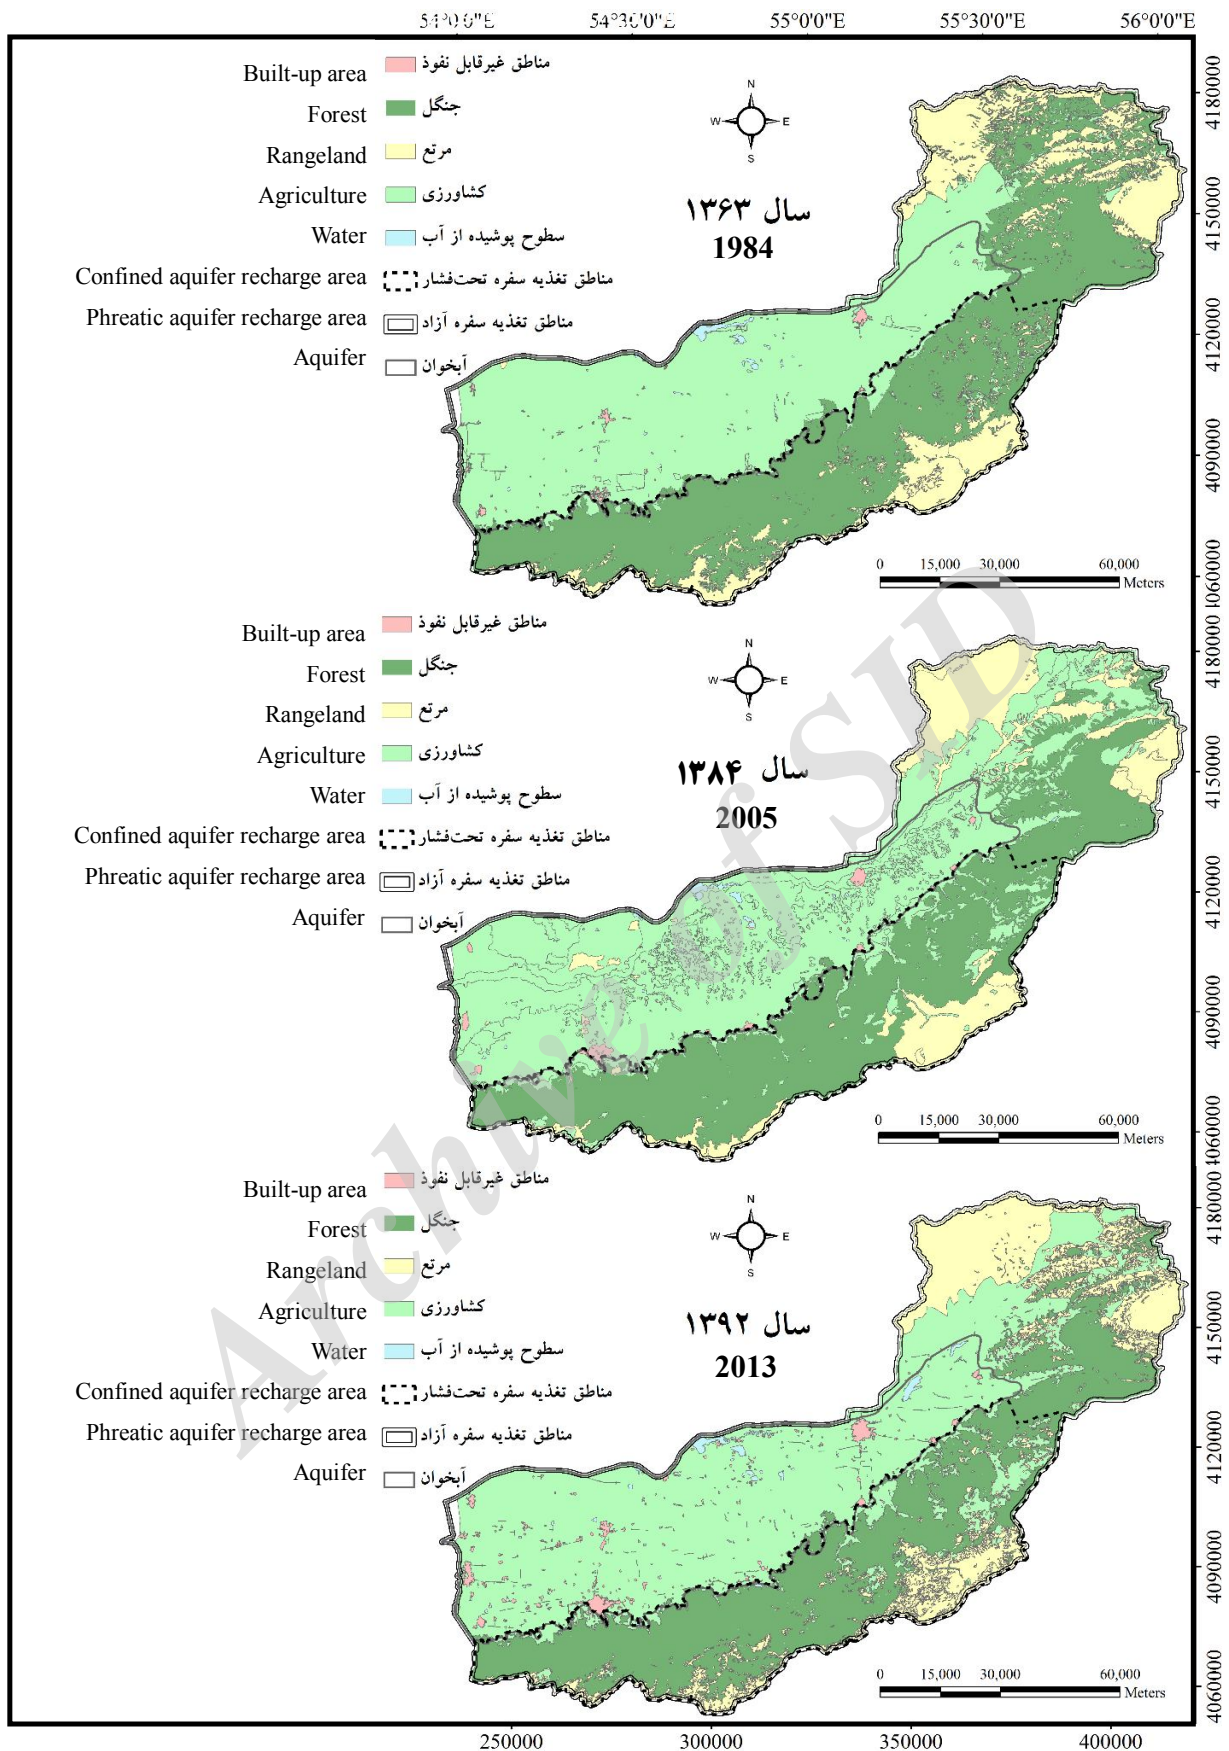 54°0'0"E 54°30'0"E 55°0'0"E 55°30'0"E 56°0'0"E
Built-up area مناطق غیرقابل نفوذ
Forest جنگل
Rangeland مرتع
Agriculture کشاورزی
Water سطوح پوشیده از آب
Confined aquifer recharge area مناطق تغذیه سفره تحت‌فشار
Phreatic aquifer recharge area مناطق تغذیه سفره آزاد
Aquifer آبخوان
N
W E
S
سال ۱۳۶۳
1984
4180000
4150000
4120000
4090000
4060000
0 15,000 30,000 60,000
Meters
Built-up area مناطق غیرقابل نفوذ
Forest جنگل
Rangeland مرتع
Agriculture کشاورزی
Water سطوح پوشیده از آب
Confined aquifer recharge area مناطق تغذیه سفره تحت‌فشار
Phreatic aquifer recharge area مناطق تغذیه سفره آزاد
Aquifer آبخوان
N
W E
S
سال ۱۳۸۴
2005
4180000
4150000
4120000
4090000
4060000
0 15,000 30,000 60,000
Meters
Built-up area مناطق غیرقابل نفوذ
Forest جنگل
Rangeland مرتع
Agriculture کشاورزی
Water سطوح پوشیده از آب
Confined aquifer recharge area مناطق تغذیه سفره تحت‌فشار
Phreatic aquifer recharge area مناطق تغذیه سفره آزاد
Aquifer آبخوان
N
W E
S
سال ۱۳۹۲
2013
4180000
4150000
4120000
4090000
4060000
0 15,000 30,000 60,000
Meters
250000 300000 350000 400000
Archive of SID